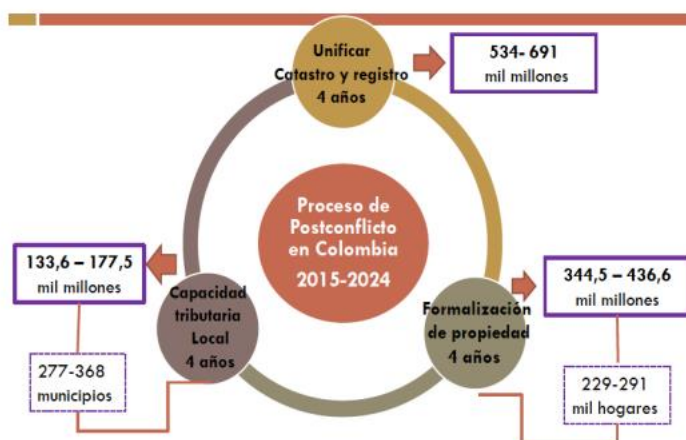 Unificar
Catastro y registro
4 años
534- 691
mil millones
Proceso de
Postconflicto
en Colombia
2015-2024
133,6 – 177,5
mil millones
Capacidad
tributaria
Local
4 años
277-368
municipios
Formalización
de propiedad
4 años
344,5 – 436,6
mil millones
229-291
mil hogares